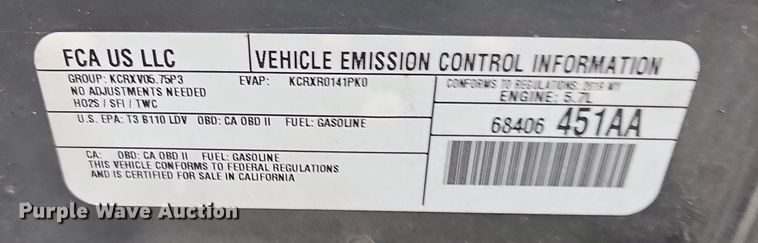 FCA US LLC
VEHICLE EMISSION CONTROL INFORMATION
GROUP: KCRXV05.75P3 EVAP: KCRXR0141PK0
NO ADJUSTMENTS NEEDED
HO2S / SFI / TWC
CONFORMS TO REGULATIONS: 2019 MY
ENGINE: 5.7L
U.S. EPA: T3 B110 LDV OBD: CA OBD II FUEL: GASOLINE
68406 451AA
CA: OBD: CA OBD II FUEL: GASOLINE
THIS VEHICLE CONFORMS TO FEDERAL REGULATIONS
AND IS CERTIFIED FOR SALE IN CALIFORNIA
Purple Wave Auction